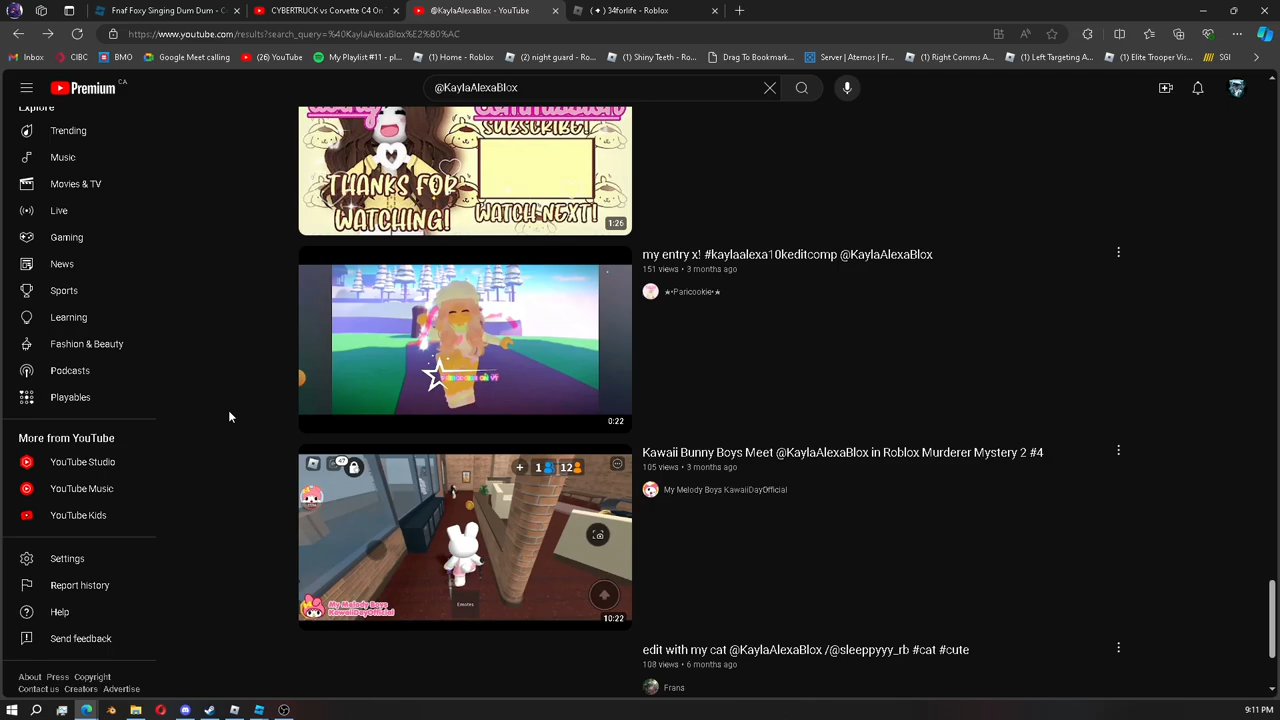 Fnaf Foxy Singing Dum Dum - C
CYBERTRUCK vs Corvette C4 On
@KaylaAlexaBlox - YouTube
(✦) 34forlife - Roblox
https://www.youtube.com/results?search_query=%40KaylaAlexaBlox%E2%80%AC
Inbox
CIBC
BMO
Google Meet calling
(26) YouTube
My Playlist #11 - pl...
(1) Home - Roblox
(2) night guard - Ro...
(1) Shiny Teeth - Ro...
Drag To Bookmark...
Server | Aternos | Fr...
(1) Right Comms A...
(1) Left Targeting A...
(1) Elite Trooper Vis...
SGI
Premium CA
@KaylaAlexaBlox
Explore
Trending
Music
Movies & TV
Live
Gaming
News
Sports
Learning
Fashion & Beauty
Podcasts
Playables
More from YouTube
YouTube Studio
YouTube Music
YouTube Kids
Settings
Report history
Help
Send feedback
About Press Copyright
Contact us Creators Advertise
SUBSCRIBE!
THANKS FOR
WATCHING!
WATCH NEXT!
1:26
my entry x! #kaylaalexa10keditcomp @KaylaAlexaBlox
151 views • 3 months ago
★•Paricookie•★
0:22
Kawaii Bunny Boys Meet @KaylaAlexaBlox in Roblox Murderer Mystery 2 #4
105 views • 3 months ago
My Melody Boys KawaiiDayOfficial
47
1
12
Emotes
My Melody Boys
KawaiiDayOfficial
10:22
edit with my cat @KaylaAlexaBlox /@sleeppyyy_rb #cat #cute
108 views • 6 months ago
Frans
9:11 PM